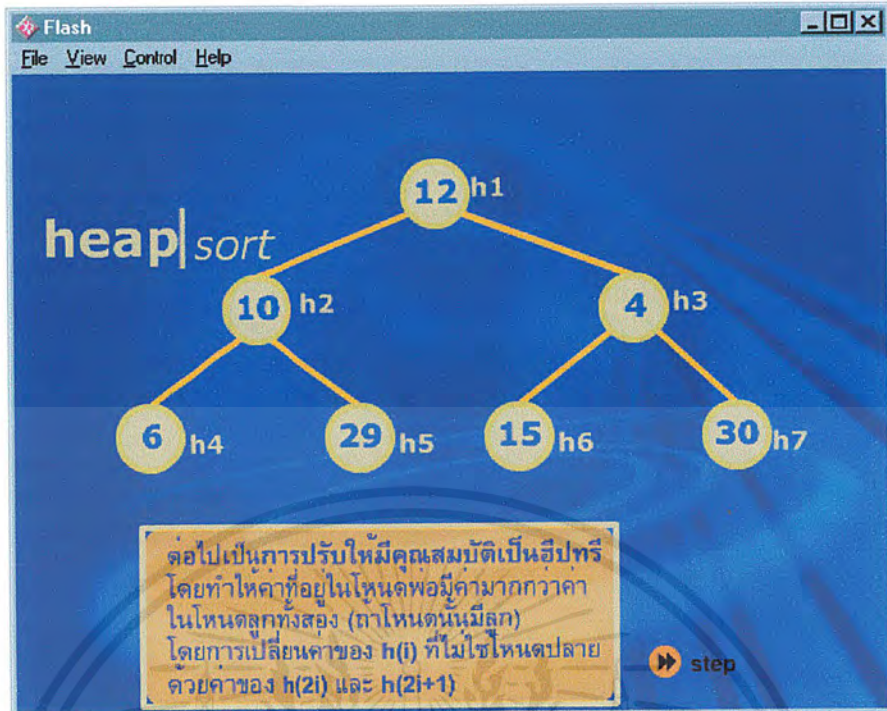 Flash
File View Control Help
12 h1
heap sort
10 h2 4 h3
6 h4 29 h5 15 h6 30 h7
ต่อไปเป็นการปรับให้มีคุณสมบัติเป็นฮีปทรี
โดยทำให้ค่าที่อยู่ในโหนดพ่อมีค่ามากกว่าค่า
ในโหนดลูกทั้งสอง (ถ้าโหนดนั้นมีลูก)
โดยการเปลี่ยนค่าของ h(i) ที่ไม่ใช่โหนดปลาย
ด้วยค่าของ h(2i) และ h(2i+1)
step